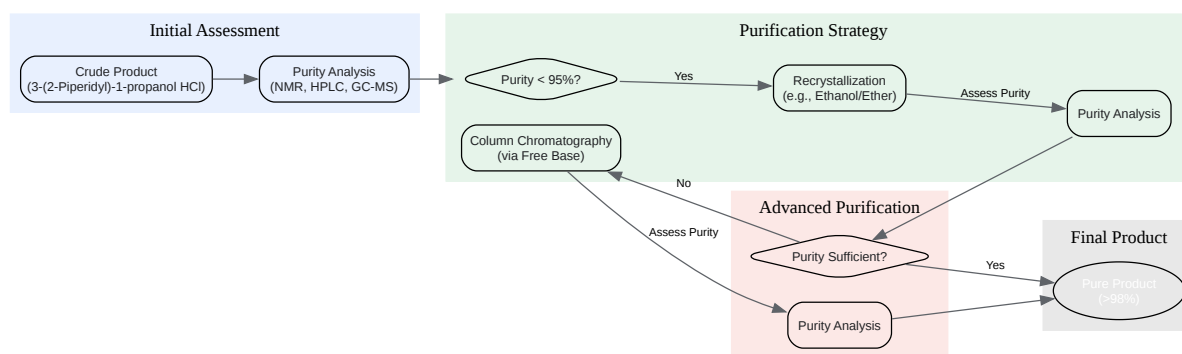 Initial Assessment
Crude Product
(3-(2-Piperidyl)-1-propanol HCl)
Purity Analysis
(NMR, HPLC, GC-MS)
Purification Strategy
Purity < 95%?
Yes
Recrystallization
(e.g., Ethanol/Ether)
Assess Purity
Purity Analysis
Column Chromatography
(via Free Base)
No
Assess Purity
Advanced Purification
Purity Sufficient?
Yes
Purity Analysis
Final Product
Pure Product
(>98%)